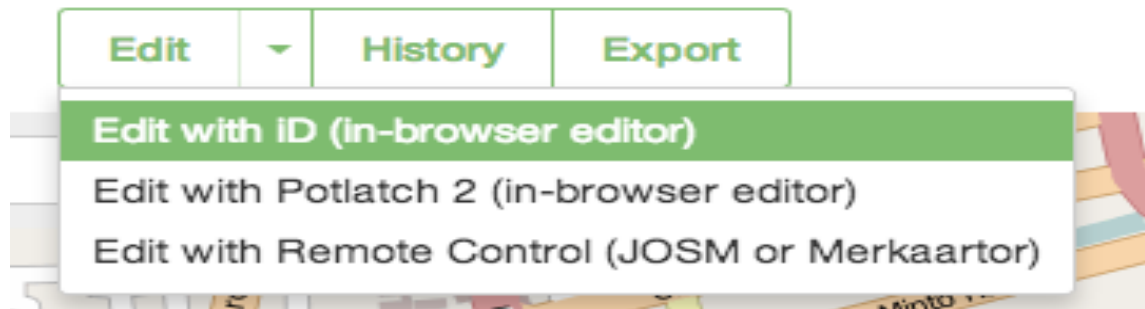 Edit History Export
Edit with iD (in-browser editor)
Edit with Potlatch 2 (in-browser editor)
Edit with Remote Control (JOSM or Merkaartor)
Minto